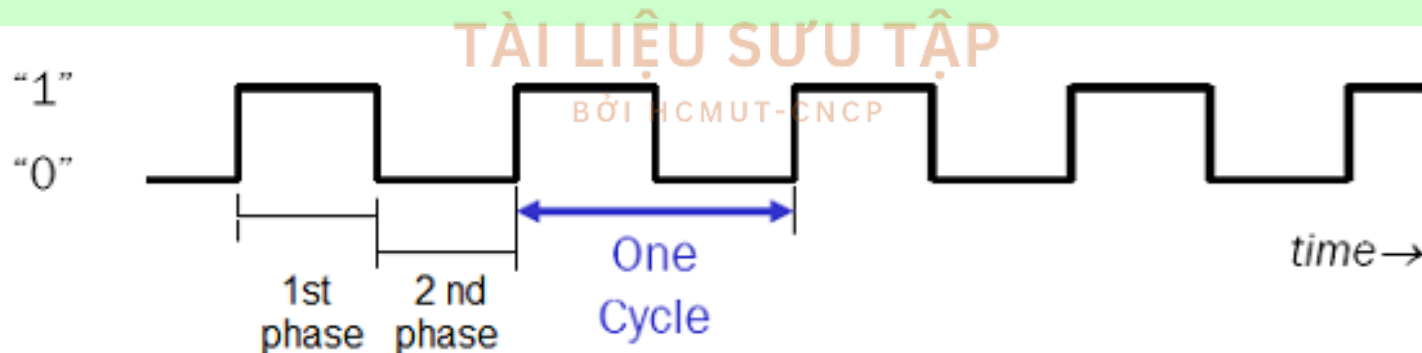 TÀI LIỆU SƯU TẬP
BỞI HCMUT-CNCP
“1”
“0”
One
Cycle
time→
1st
phase
2 nd
phase